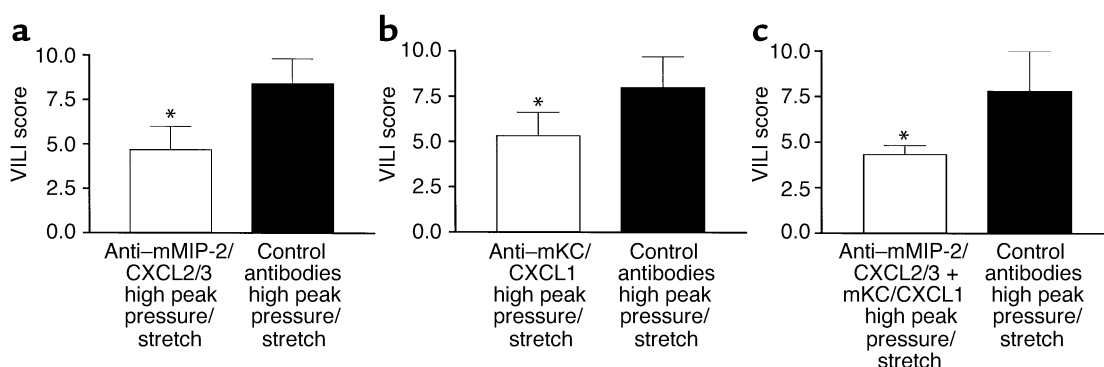 a
VILI score
10.0
7.5
5.0
2.5
0.0
*
Anti–mMIP-2/
CXCL2/3
high peak
pressure/
stretch
Control
antibodies
high peak
pressure/
stretch
b
VILI score
10.0
7.5
5.0
2.5
0.0
*
Anti–mKC/
CXCL1
high peak
pressure/
stretch
Control
antibodies
high peak
pressure/
stretch
c
VILI score
10.0
7.5
5.0
2.5
0.0
*
Anti–mMIP-2/
CXCL2/3 +
mKC/CXCL1
high peak
pressure/
stretch
Control
antibodies
high peak
pressure/
stretch